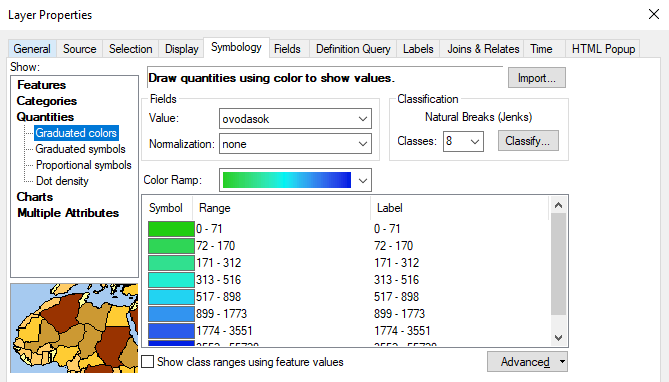 Layer Properties
General Source Selection Display Symbology Fields Definition Query Labels Joins & Relates Time HTML Popup
Show:
Features
Categories
Quantities
Graduated colors
Graduated symbols
Proportional symbols
Dot density
Charts
Multiple Attributes
Draw quantities using color to show values.
Import...
Fields
Value: ovodasok
Normalization: none
Classification
Natural Breaks (Jenks)
Classes: 8 Classify...
Color Ramp:
Symbol Range Label
0 - 71 0 - 71
72 - 170 72 - 170
171 - 312 171 - 312
313 - 516 313 - 516
517 - 898 517 - 898
899 - 1773 899 - 1773
1774 - 3551 1774 - 3551
Show class ranges using feature values
Advanced